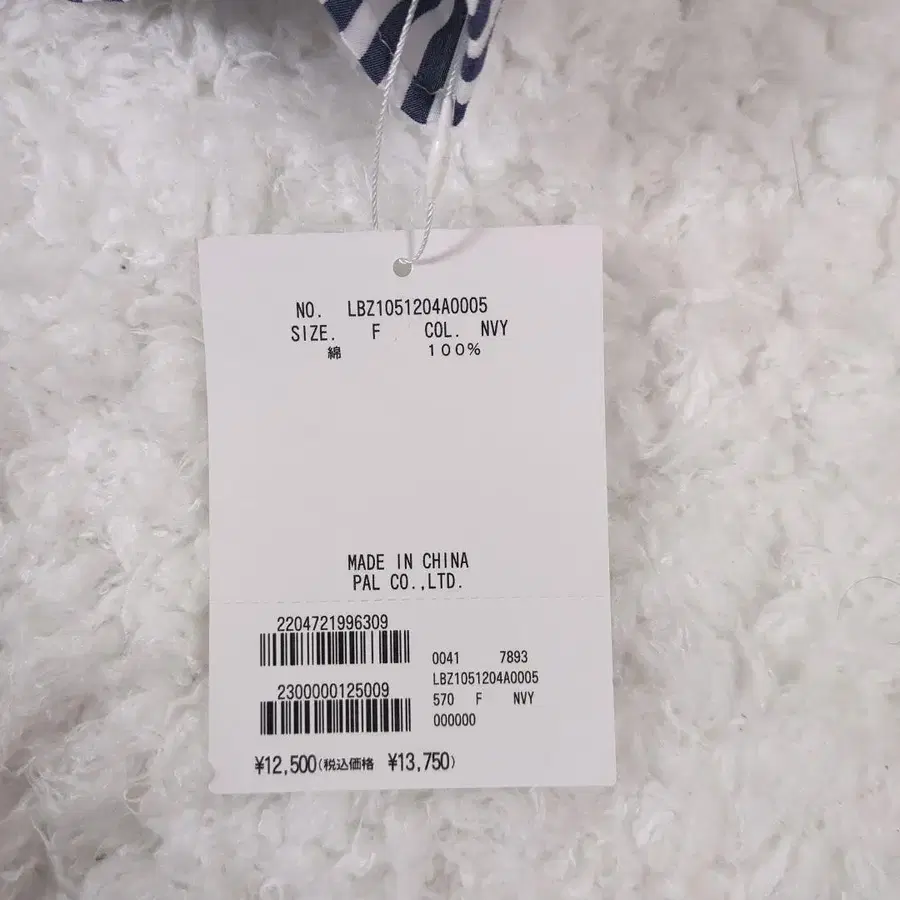 NO. LBZ1051204A0005
SIZE. F COL. NVY
綿 100%
MADE IN CHINA
PAL CO.,LTD.
2204721996309
2300000125009
0041 7893
LBZ1051204A0005
570 F NVY
000000
¥12,500(税込価格 ¥13,750)